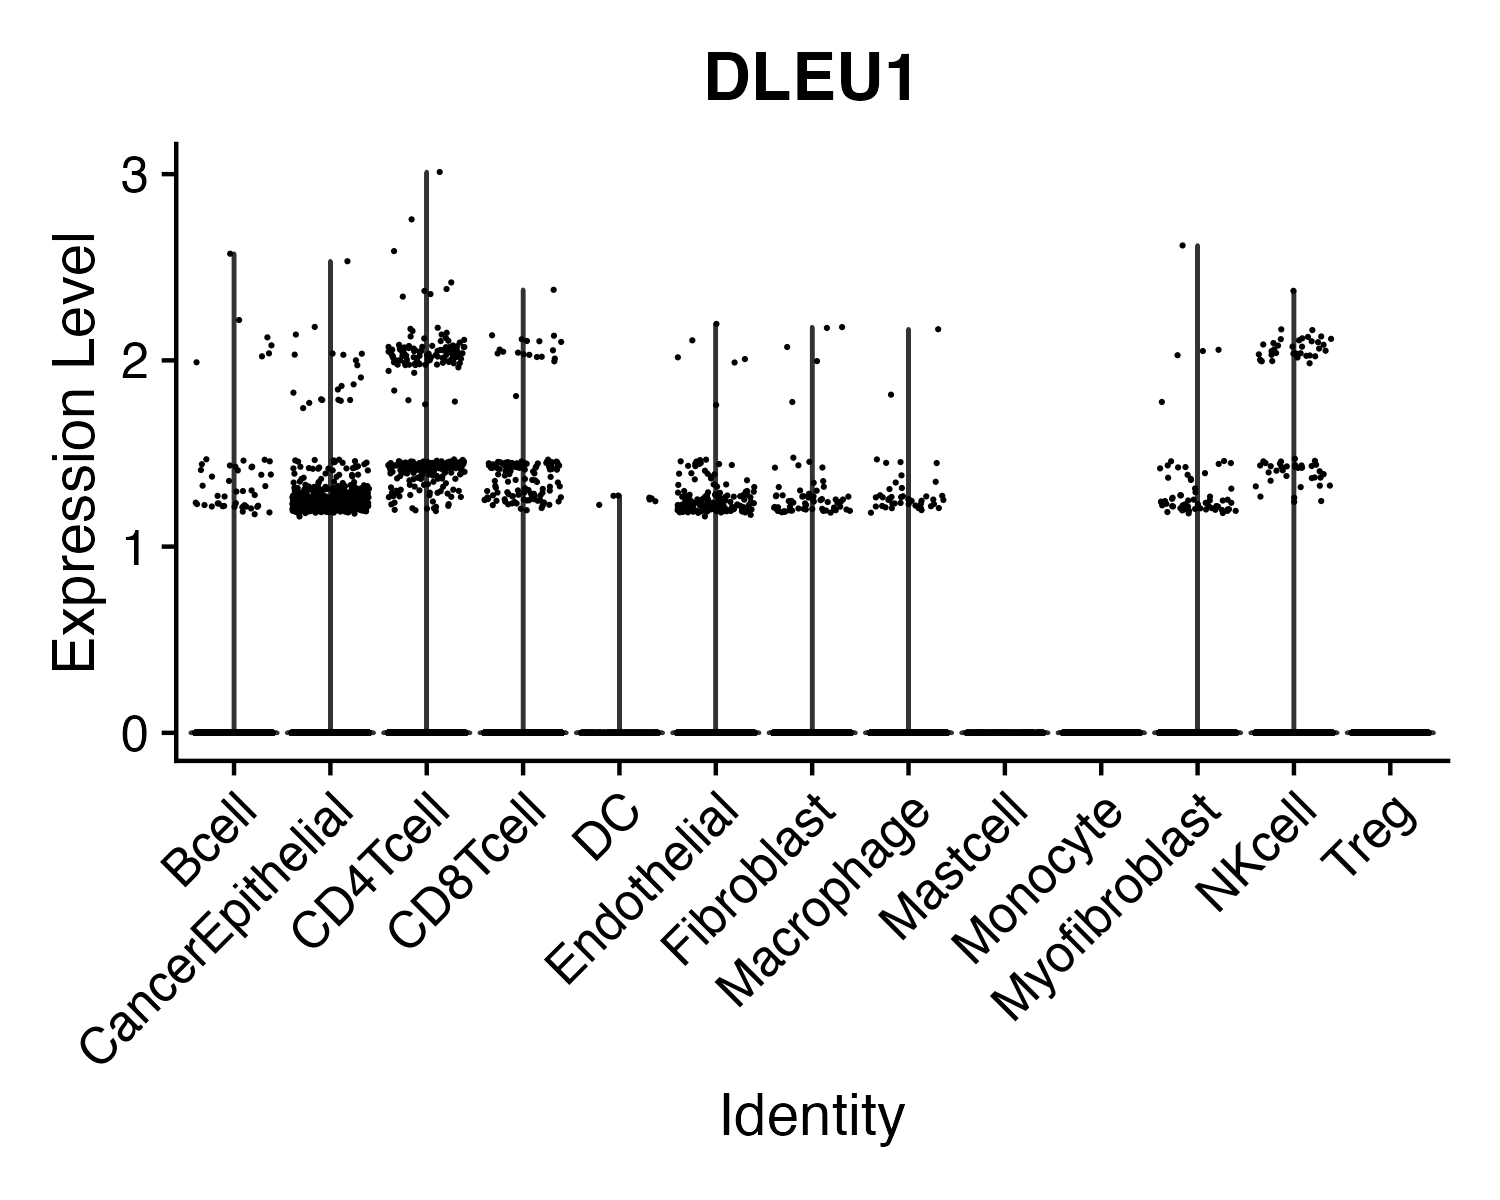 DLEU1
Expression Level
3
2
1
0
Bcell
CancerEpithelial
CD4Tcell
CD8Tcell
DC
Endothelial
Fibroblast
Macrophage
Mastcell
Monocyte
Myofibroblast
NKcell
Treg
Identity